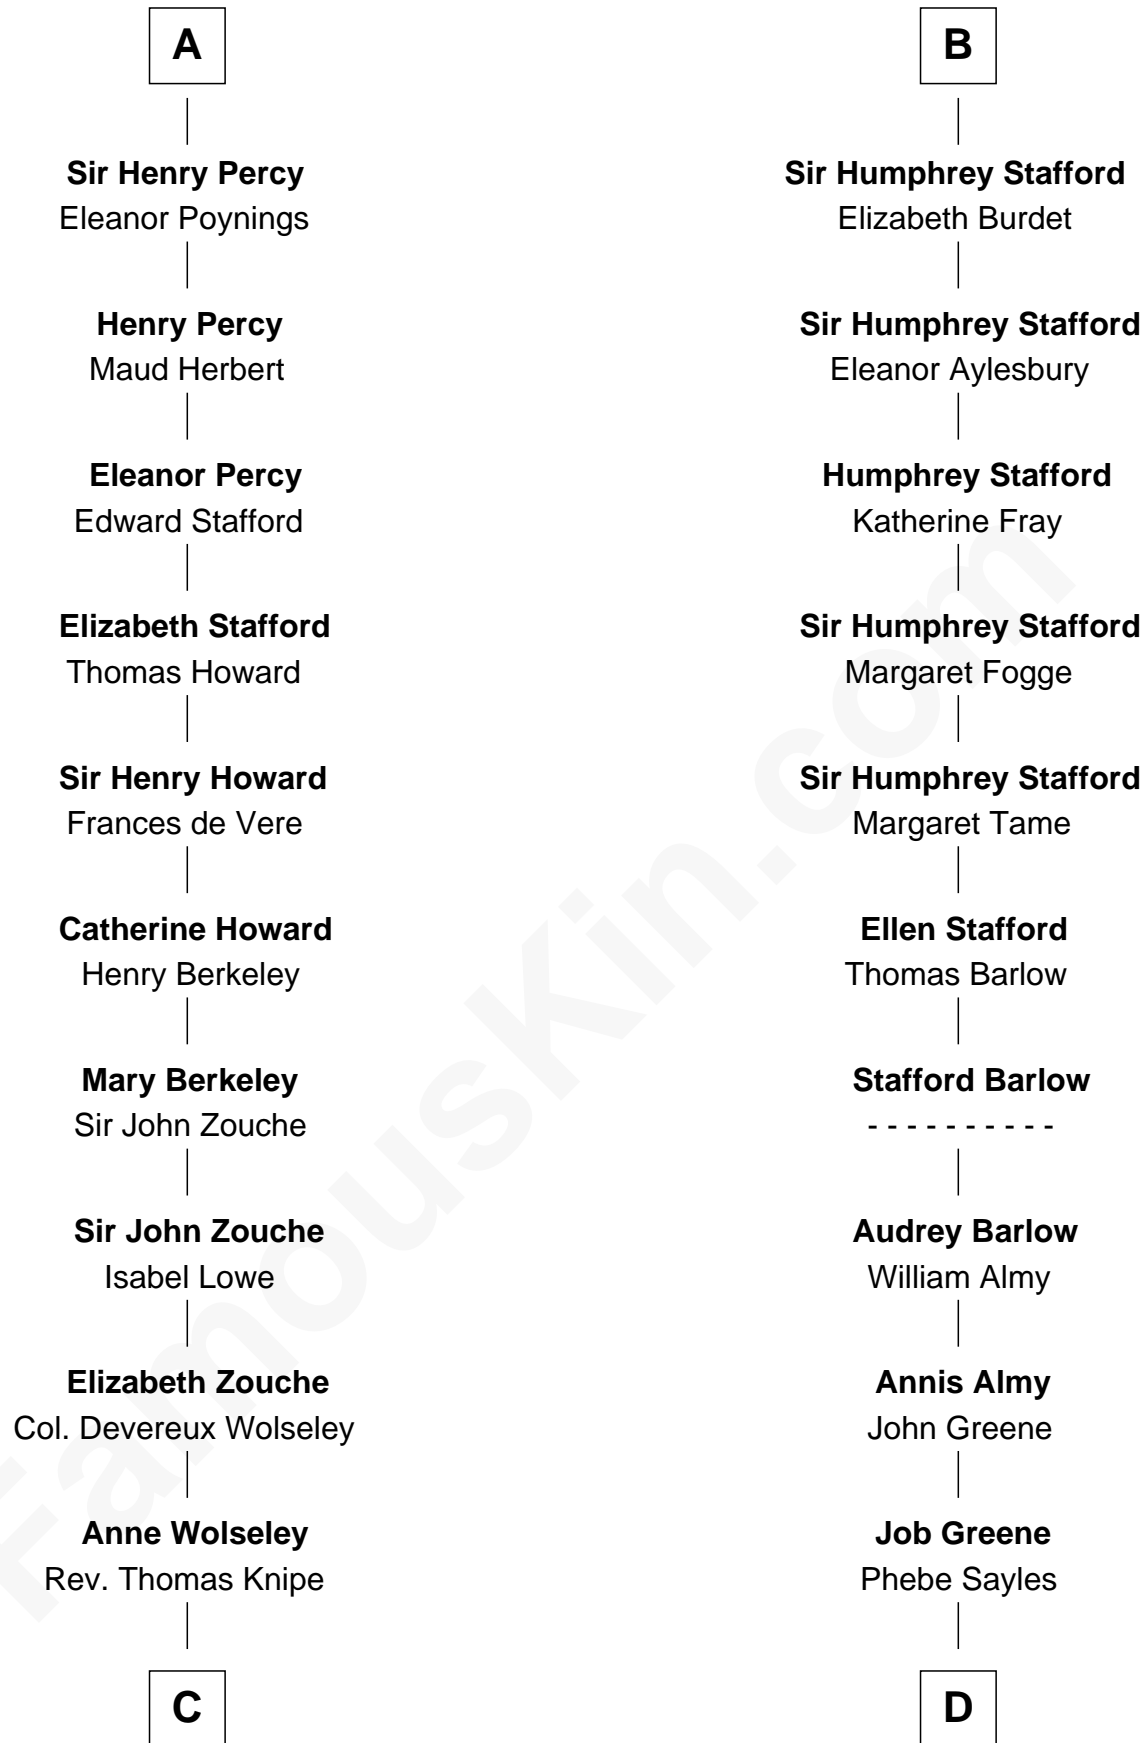 A
Sir Henry Percy
Eleanor Poynings
Henry Percy
Maud Herbert
Eleanor Percy
Edward Stafford
Elizabeth Stafford
Thomas Howard
Sir Henry Howard
Frances de Vere
Catherine Howard
Henry Berkeley
Mary Berkeley
Sir John Zouche
Sir John Zouche
Isabel Lowe
Elizabeth Zouche
Col. Devereux Wolseley
Anne Wolseley
Rev. Thomas Knipe
C
B
Sir Humphrey Stafford
Elizabeth Burdet
Sir Humphrey Stafford
Eleanor Aylesbury
Humphrey Stafford
Katherine Fray
Sir Humphrey Stafford
Margaret Fogge
Sir Humphrey Stafford
Margaret Tame
Ellen Stafford
Thomas Barlow
Stafford Barlow
- - - - - - - - - -
Audrey Barlow
William Almy
Annis Almy
John Greene
Job Greene
Phebe Sayles
D
FamousKin.com